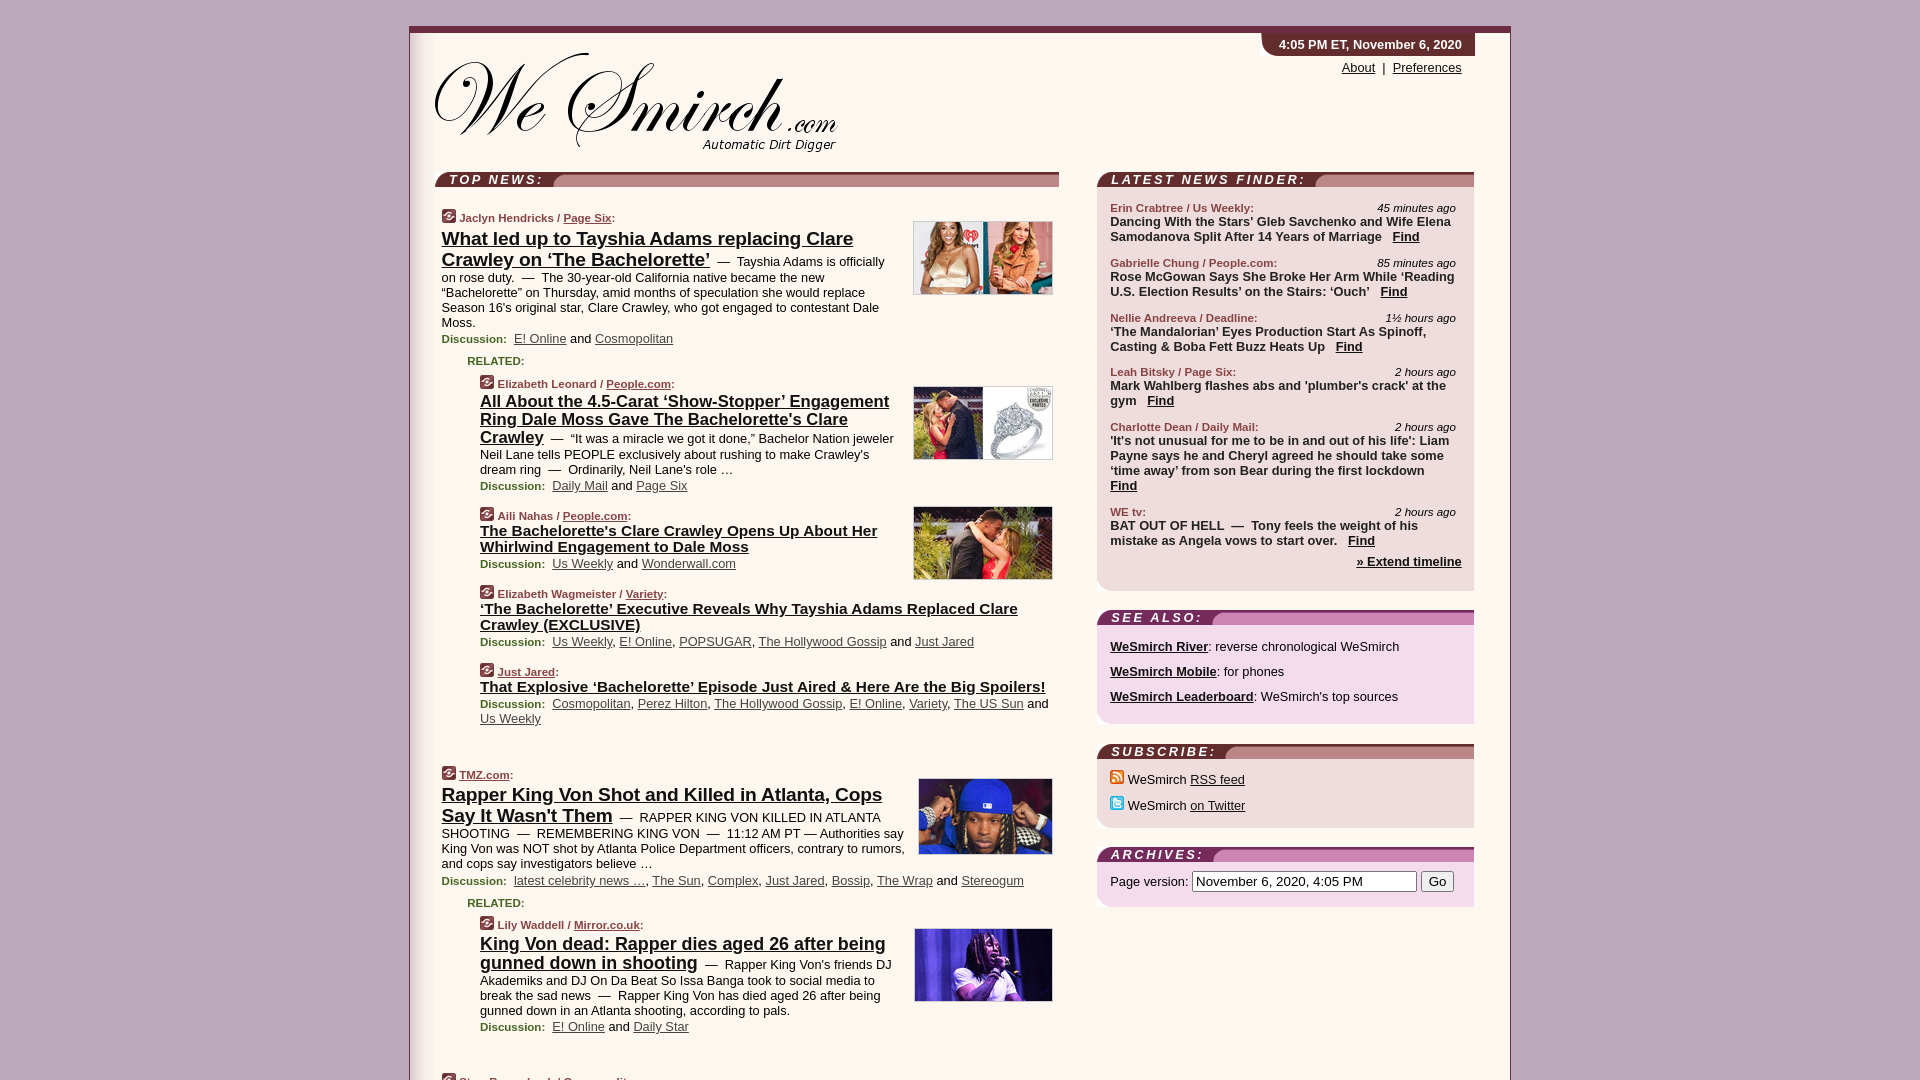 4:05 PM ET, November 6, 2020
About | Preferences
We Smirch .com
Automatic Dirt Digger
TOP NEWS:
Jaclyn Hendricks / Page Six:
What led up to Tayshia Adams replacing Clare
Crawley on ‘The Bachelorette’ — Tayshia Adams is officially
on rose duty. — The 30-year-old California native became the new
“Bachelorette” on Thursday, amid months of speculation she would replace
Season 16's original star, Clare Crawley, who got engaged to contestant Dale
Moss.
Discussion: E! Online and Cosmopolitan
RELATED:
Elizabeth Leonard / People.com:
All About the 4.5-Carat ‘Show-Stopper’ Engagement
Ring Dale Moss Gave The Bachelorette's Clare
Crawley — “It was a miracle we got it done,” Bachelor Nation jeweler
Neil Lane tells PEOPLE exclusively about rushing to make Crawley's
dream ring — Ordinarily, Neil Lane's role …
Discussion: Daily Mail and Page Six
Aili Nahas / People.com:
The Bachelorette's Clare Crawley Opens Up About Her
Whirlwind Engagement to Dale Moss
Discussion: Us Weekly and Wonderwall.com
Elizabeth Wagmeister / Variety:
‘The Bachelorette’ Executive Reveals Why Tayshia Adams Replaced Clare
Crawley (EXCLUSIVE)
Discussion: Us Weekly, E! Online, POPSUGAR, The Hollywood Gossip and Just Jared
Just Jared:
That Explosive ‘Bachelorette’ Episode Just Aired & Here Are the Big Spoilers!
Discussion: Cosmopolitan, Perez Hilton, The Hollywood Gossip, E! Online, Variety, The US Sun and
Us Weekly
TMZ.com:
Rapper King Von Shot and Killed in Atlanta, Cops
Say It Wasn't Them — RAPPER KING VON KILLED IN ATLANTA
SHOOTING — REMEMBERING KING VON — 11:12 AM PT — Authorities say
King Von was NOT shot by Atlanta Police Department officers, contrary to rumors,
and cops say investigators believe …
Discussion: latest celebrity news …, The Sun, Complex, Just Jared, Bossip, The Wrap and Stereogum
RELATED:
Lily Waddell / Mirror.co.uk:
King Von dead: Rapper dies aged 26 after being
gunned down in shooting — Rapper King Von's friends DJ
Akademiks and DJ On Da Beat So Issa Banga took to social media to
break the sad news — Rapper King Von has died aged 26 after being
gunned down in an Atlanta shooting, according to pals.
Discussion: E! Online and Daily Star
LATEST NEWS FINDER:
Erin Crabtree / Us Weekly: 45 minutes ago
Dancing With the Stars' Gleb Savchenko and Wife Elena
Samodanova Split After 14 Years of Marriage Find
Gabrielle Chung / People.com: 85 minutes ago
Rose McGowan Says She Broke Her Arm While ‘Reading
U.S. Election Results’ on the Stairs: ‘Ouch’ Find
Nellie Andreeva / Deadline: 1½ hours ago
‘The Mandalorian’ Eyes Production Start As Spinoff,
Casting & Boba Fett Buzz Heats Up Find
Leah Bitsky / Page Six: 2 hours ago
Mark Wahlberg flashes abs and 'plumber's crack' at the
gym Find
Charlotte Dean / Daily Mail: 2 hours ago
'It's not unusual for me to be in and out of his life': Liam
Payne says he and Cheryl agreed he should take some
‘time away’ from son Bear during the first lockdown
Find
WE tv: 2 hours ago
BAT OUT OF HELL — Tony feels the weight of his
mistake as Angela vows to start over. Find
» Extend timeline
SEE ALSO:
WeSmirch River: reverse chronological WeSmirch
WeSmirch Mobile: for phones
WeSmirch Leaderboard: WeSmirch's top sources
SUBSCRIBE:
WeSmirch RSS feed
WeSmirch on Twitter
ARCHIVES:
Page version: November 6, 2020, 4:05 PM Go